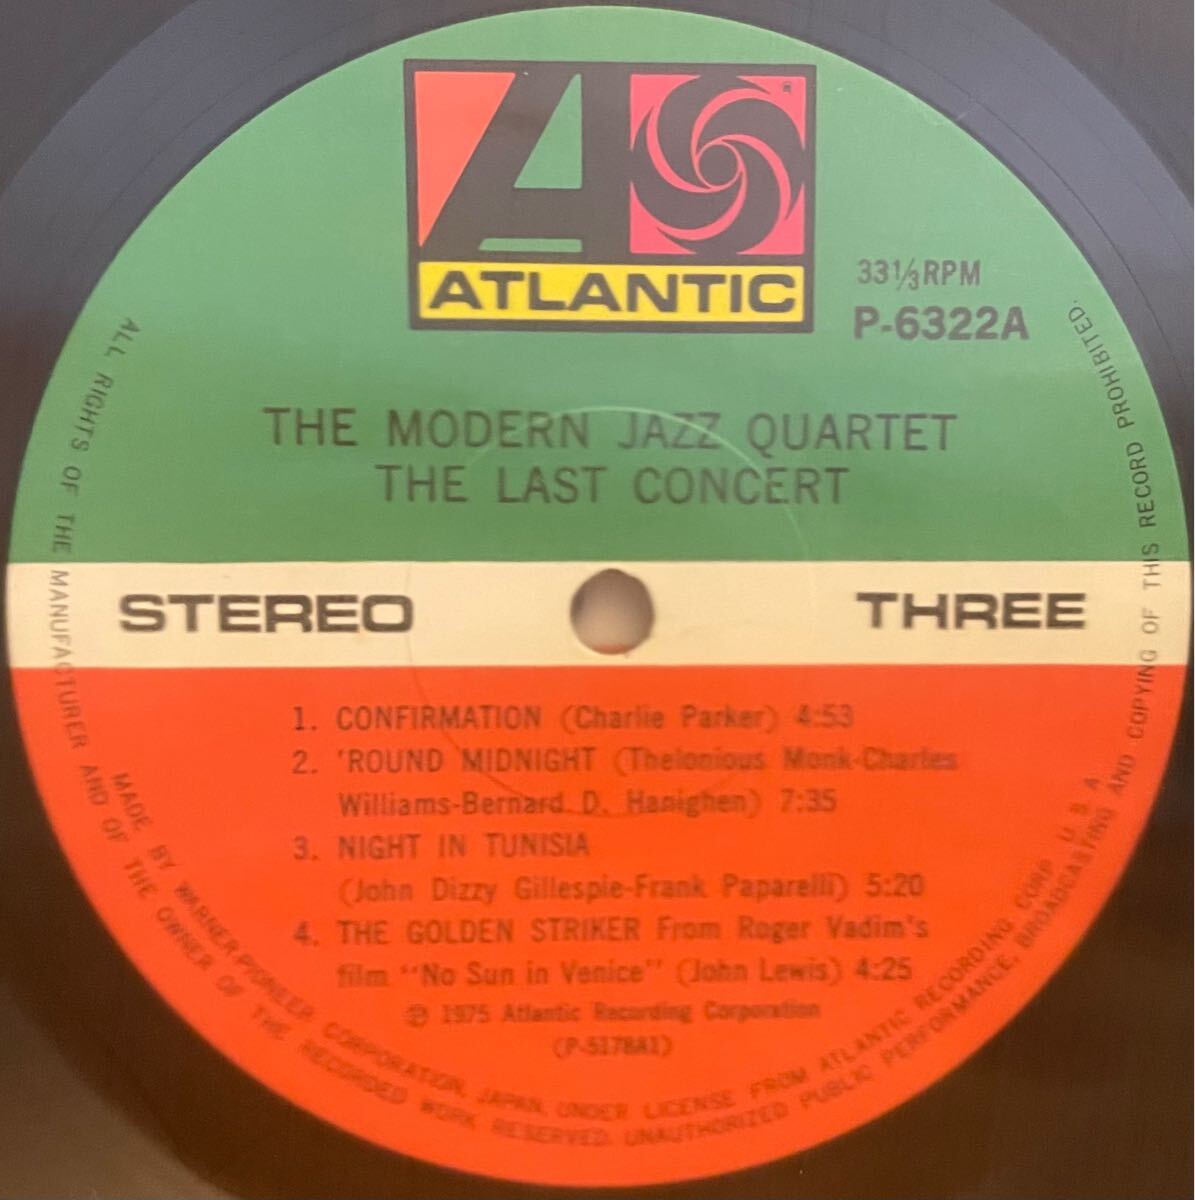 ATLANTIC
33⅓RPM
P-6322A
THE MODERN JAZZ QUARTET
THE LAST CONCERT
STEREO
THREE
1. CONFIRMATION (Charlie Parker) 4:53
2. 'ROUND MIDNIGHT (Thelonious Monk-Charles
Williams-Bernard D. Hanighen) 7:35
3. NIGHT IN TUNISIA
(John Dizzy Gillespie-Frank Paparelli) 5:20
4. THE GOLDEN STRIKER From Roger Vadim's
film "No Sun in Venice" (John Lewis) 4:25
℗ 1975 Atlantic Recording Corporation
(P-5178A1)
MADE BY WARNER-PIONEER CORPORATION, JAPAN, UNDER LICENSE FROM ATLANTIC RECORDING CORP. U S A
ALL RIGHTS OF THE MANUFACTURER AND OF THE OWNER OF THE RECORDED WORK RESERVED. UNAUTHORIZED PUBLIC PERFORMANCE, BROADCASTING AND COPYING OF THIS RECORD PROHIBITED.